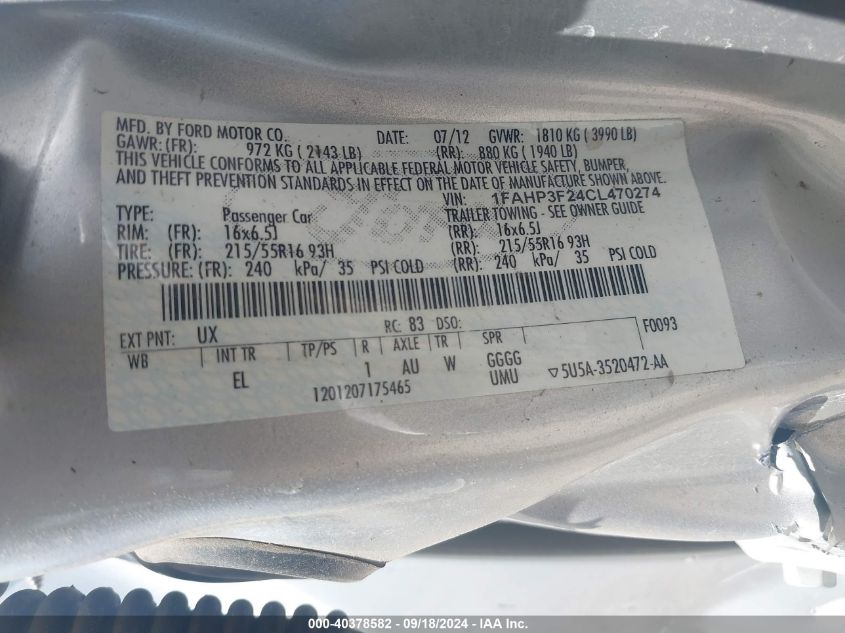 MFD. BY FORD MOTOR CO. DATE: 07/12 GVWR: 1810 KG ( 3990 LB)
GAWR: (FR): 972 KG ( 2143 LB) (RR): 880 KG ( 1940 LB)
THIS VEHICLE CONFORMS TO ALL APPLICABLE FEDERAL MOTOR VEHICLE SAFETY, BUMPER,
AND THEFT PREVENTION STANDARDS IN EFFECT ON THE DATE OF MANUFACTURE SHOWN ABOVE.
VIN: 1FAHP3F24CL470274
TYPE: Passenger Car TRAILER TOWING - SEE OWNER GUIDE
RIM: (FR): 16x6.5J (RR): 16x6.5J
TIRE: (FR): 215/55R16 93H (RR): 215/55R16 93H
PRESSURE: (FR): 240 kPa/ 35 PSI COLD (RR): 240 kPa/ 35 PSI COLD
EXT PNT: UX RC: 83 DSO: F0093
WB INT TR TP/PS R AXLE TR SPR
EL 1 AU W GGGG
UMU ▽5U5A-3520472-AA
1201207175465
000-40378582 - 09/18/2024 - IAAI.com